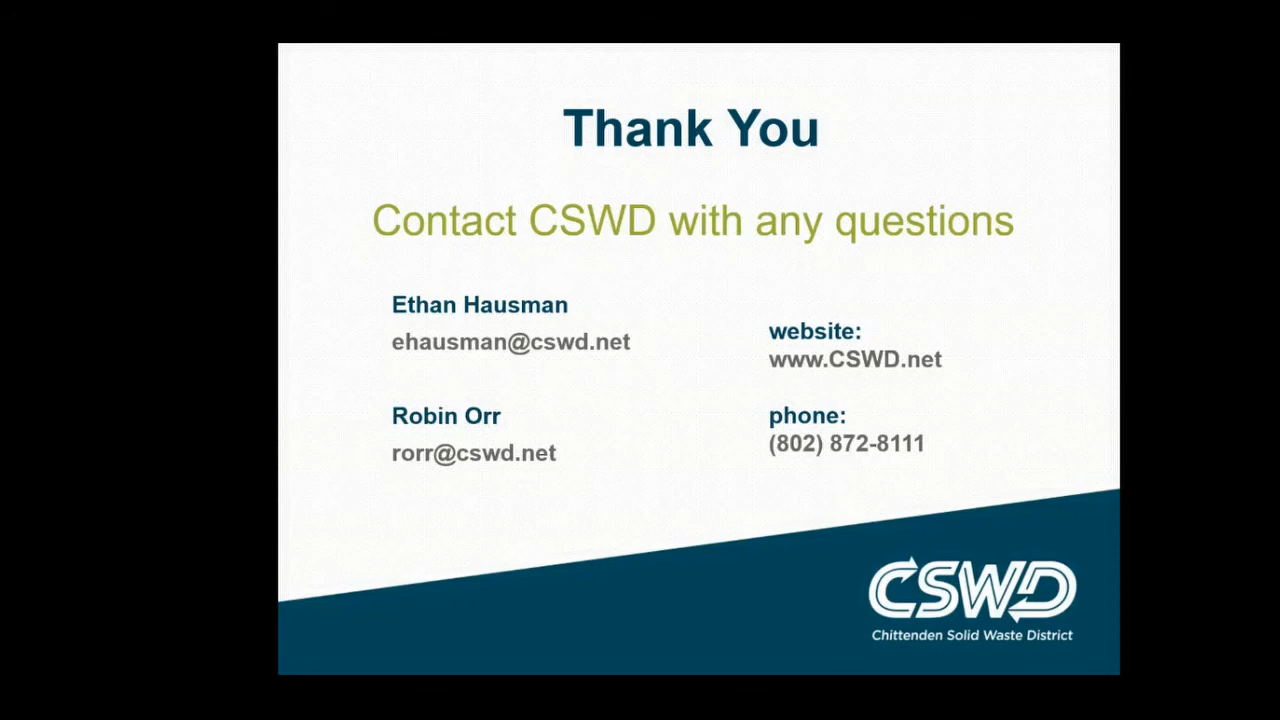 Thank You
Contact CSWD with any questions
Ethan Hausman
ehausman@cswd.net
Robin Orr
rorr@cswd.net
website:
www.CSWD.net
phone:
(802) 872-8111
CSWD
Chittenden Solid Waste District